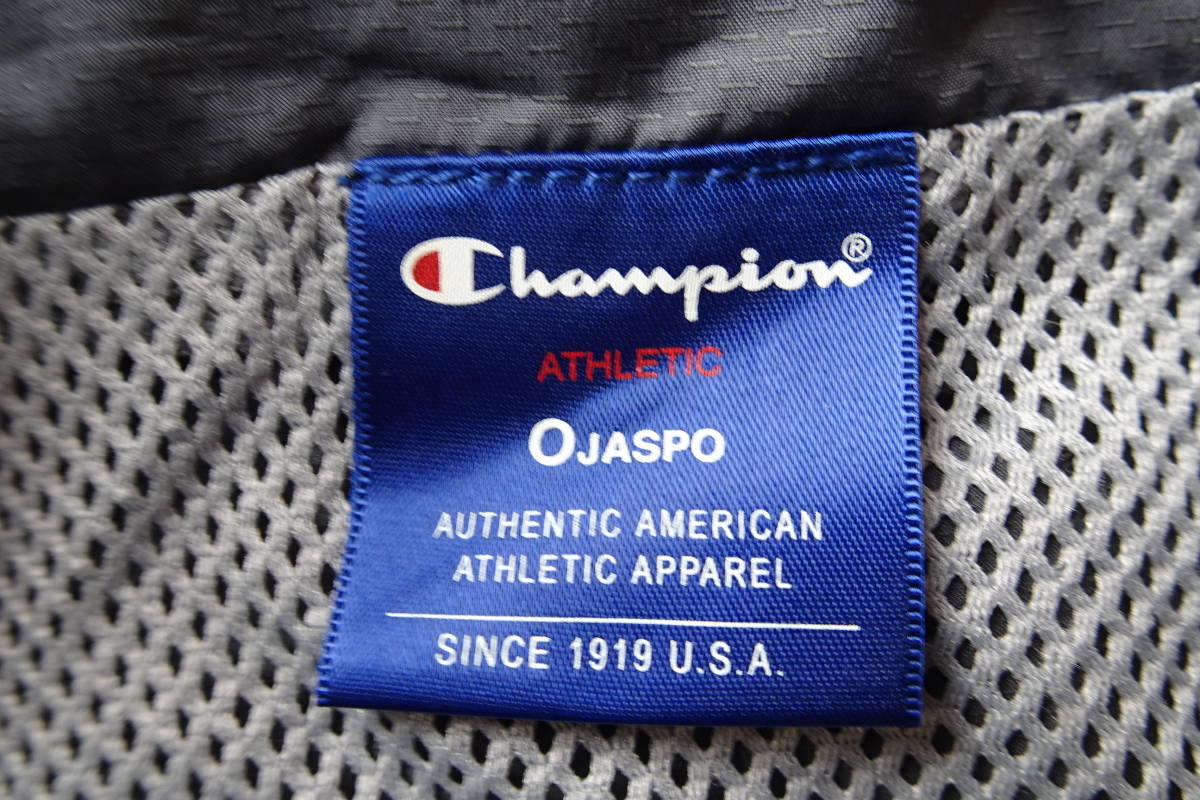 Champion®
ATHLETIC
OJASPO
AUTHENTIC AMERICAN
ATHLETIC APPAREL
SINCE 1919 U.S.A.